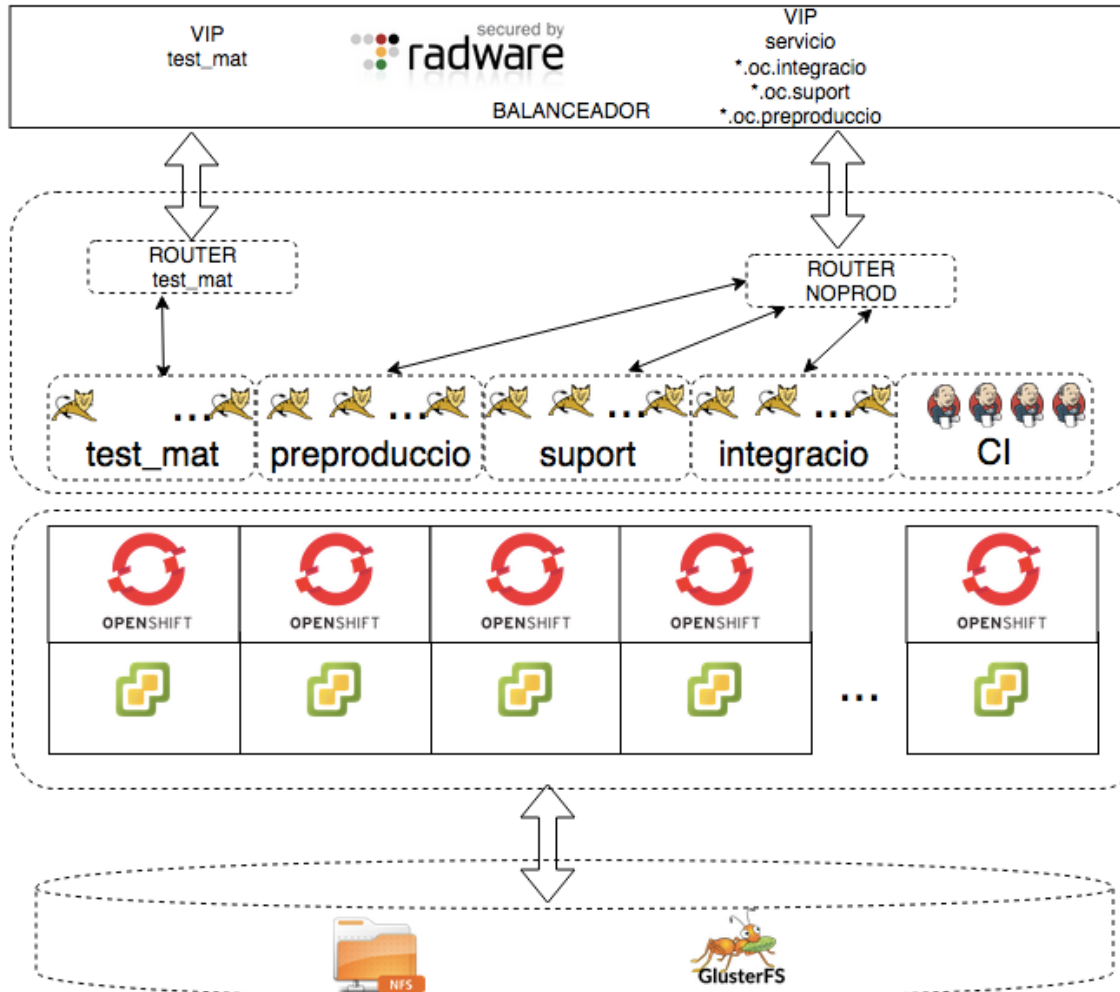 VIP
test_mat
secured by
radware
BALANCEADOR
VIP
servicio
*.oc.integracio
*.oc.suport
*.oc.preproduccio
ROUTER
test_mat
ROUTER
NOPROD
...
...
...
...
test_mat
preproduccio
suport
integracio
CI
OPENSHIFT
OPENSHIFT
OPENSHIFT
OPENSHIFT
OPENSHIFT
...
NFS
GlusterFS